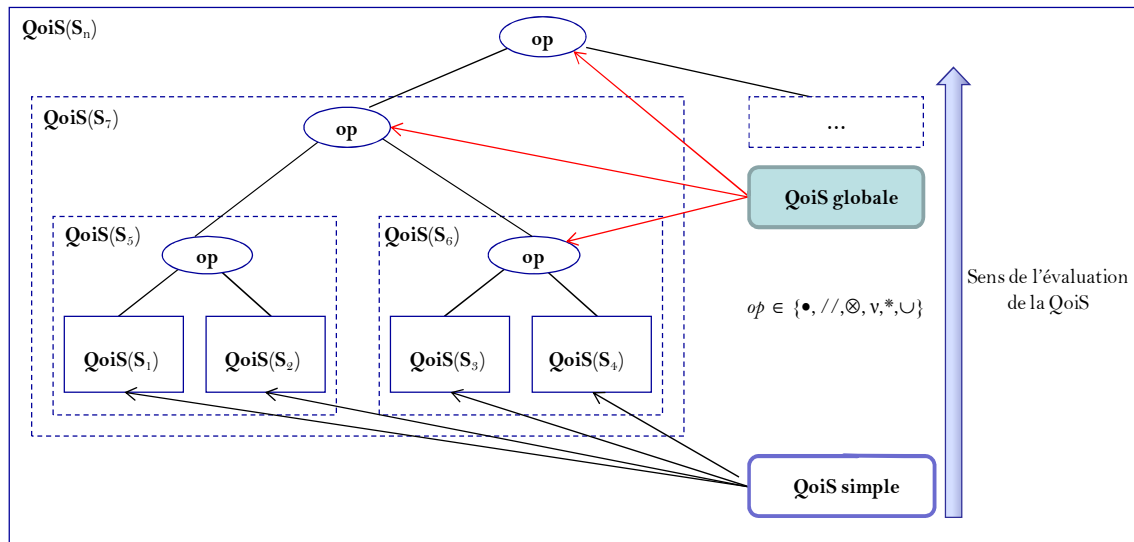 QoiS(Sn)
op
QoiS(S7)
op
...
QoiS globale
QoiS(S5)
QoiS(S6)
op
op
Sens de l'évaluation
de la QoiS
op ∈ {•, //,⊗, v,*,∪}
QoiS(S1)
QoiS(S2)
QoiS(S3)
QoiS(S4)
QoiS simple